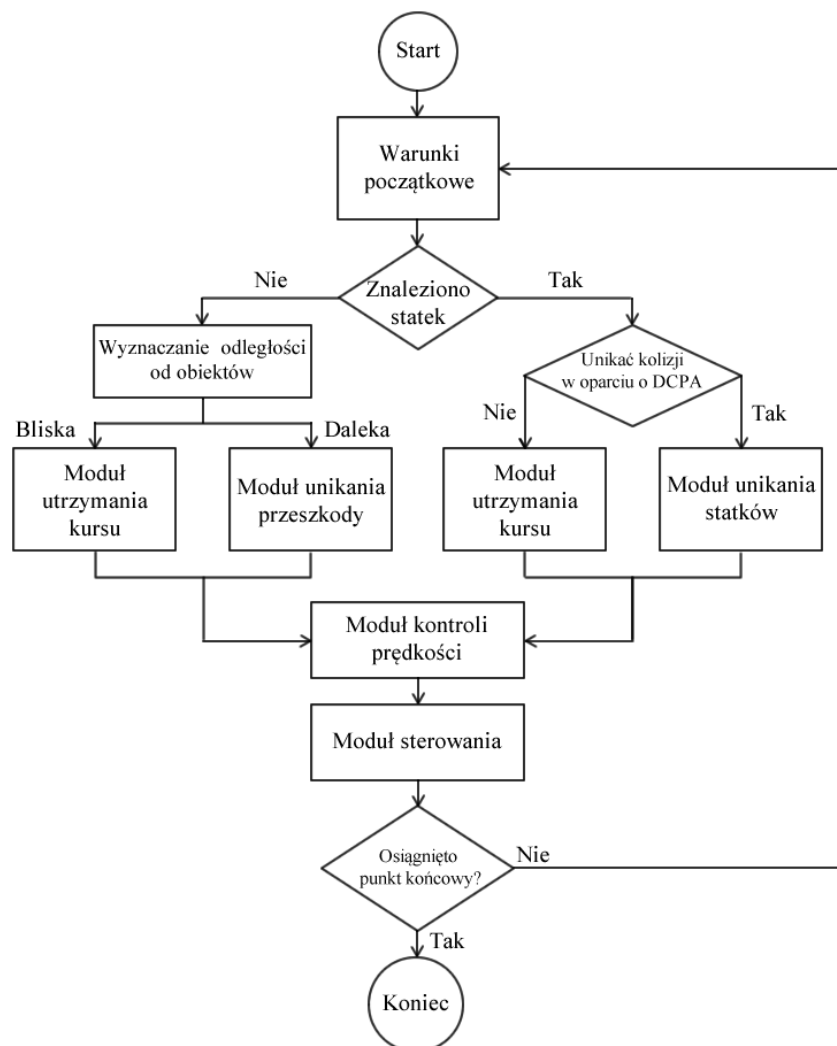 Start
Warunki
początkowe
Nie
Znaleziono
statek
Tak
Wyznaczanie odległości
od obiektów
Unikać kolizji
w oparciu o DCPA
Bliska
Daleka
Nie
Tak
Moduł
utrzymania
kursu
Moduł unikania
przeszkody
Moduł
utrzymania
kursu
Moduł unikania
statków
Moduł kontroli
prędkości
Moduł sterowania
Osiągnięto
punkt końcowy?
Nie
Tak
Koniec